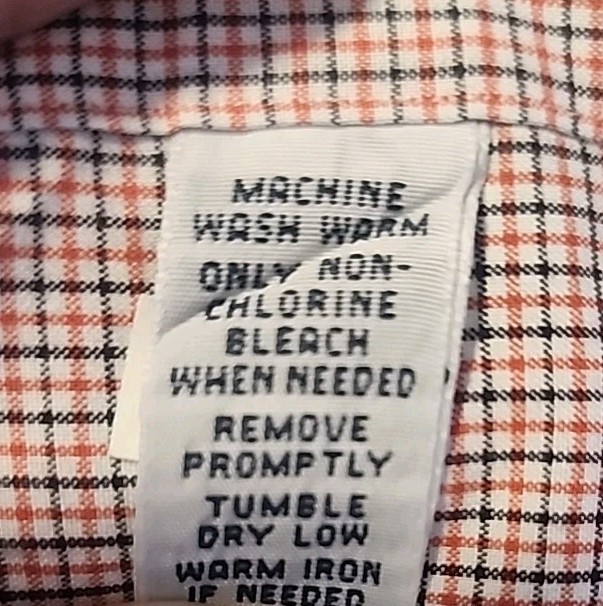 MACHINE
WASH WARM
ONLY NON-
CHLORINE
BLEACH
WHEN NEEDED
REMOVE
PROMPTLY
TUMBLE
DRY LOW
WARM IRON
IF NEEDED